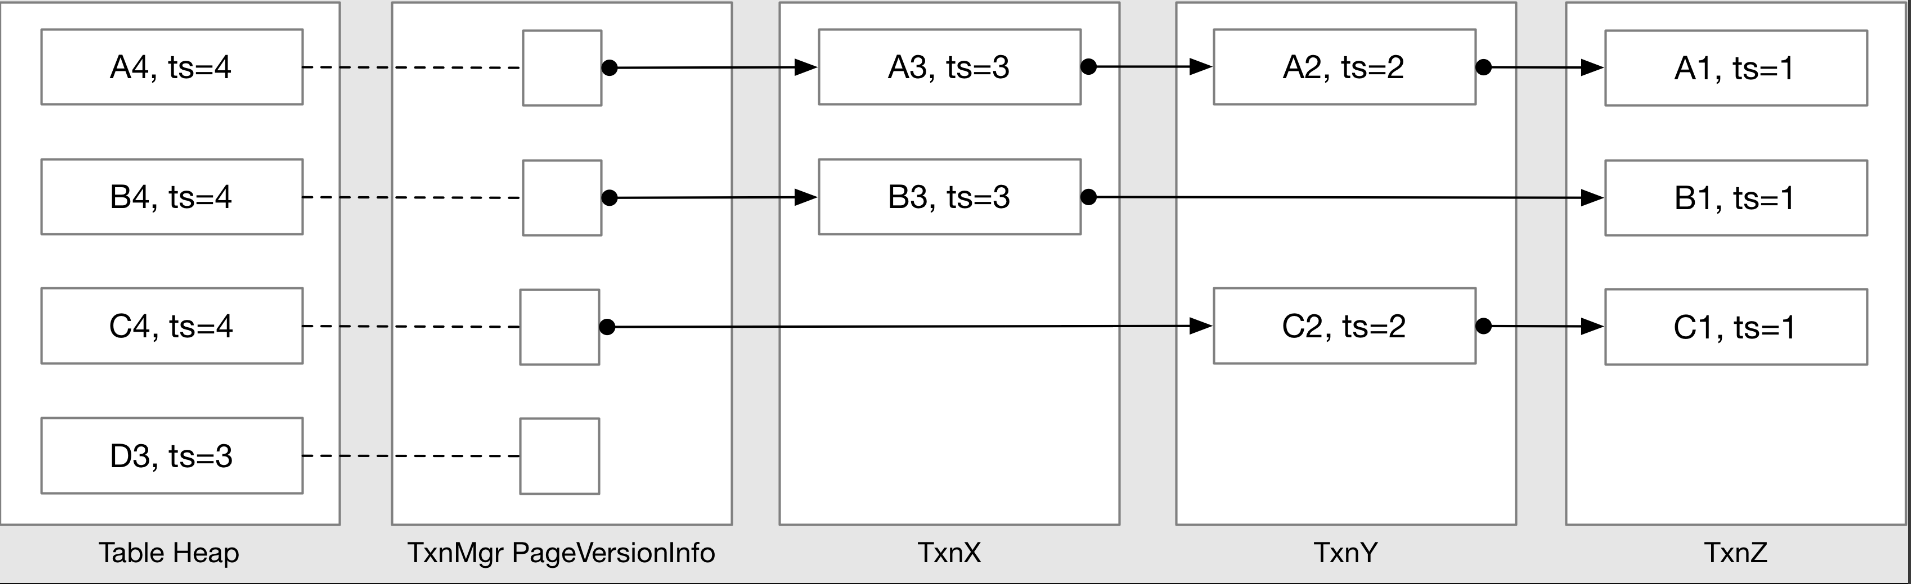 A4, ts=4
A3, ts=3
A2, ts=2
A1, ts=1
B4, ts=4
B3, ts=3
B1, ts=1
C4, ts=4
C2, ts=2
C1, ts=1
D3, ts=3
Table Heap
TxnMgr PageVersionInfo
TxnX
TxnY
TxnZ